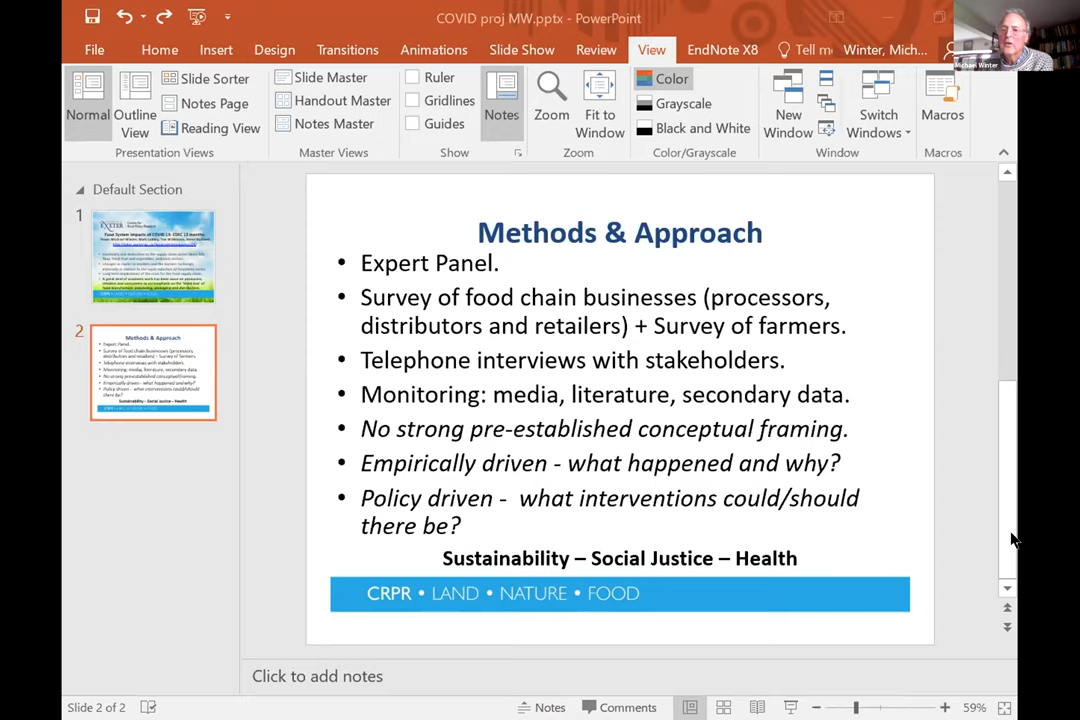 COVID proj MW.pptx - PowerPoint
File Home Insert Design Transitions Animations Slide Show Review View EndNote X8 Tell m Winter, Mich...
Michael Winter
Normal
Outline View
Slide Sorter
Notes Page
Reading View
Presentation Views
Slide Master
Handout Master
Notes Master
Master Views
Ruler
Gridlines
Guides
Show
Notes
Zoom
Fit to Window
Zoom
Color
Grayscale
Black and White
Color/Grayscale
New Window
Switch Windows
Window
Macros
Macros
Default Section
1
2
Methods & Approach
• Expert Panel.
• Survey of food chain businesses (processors,
distributors and retailers) + Survey of farmers.
• Telephone interviews with stakeholders.
• Monitoring: media, literature, secondary data.
• No strong pre-established conceptual framing.
• Empirically driven - what happened and why?
• Policy driven - what interventions could/should
there be?
Sustainability – Social Justice – Health
CRPR • LAND • NATURE • FOOD
Click to add notes
Slide 2 of 2
Notes
Comments
59%